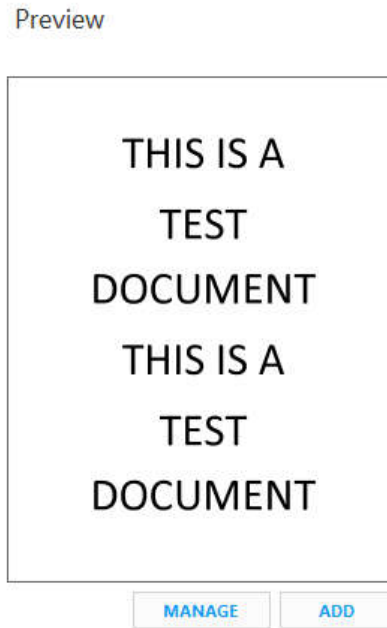 Preview
THIS IS A
TEST
DOCUMENT
THIS IS A
TEST
DOCUMENT
MANAGE ADD